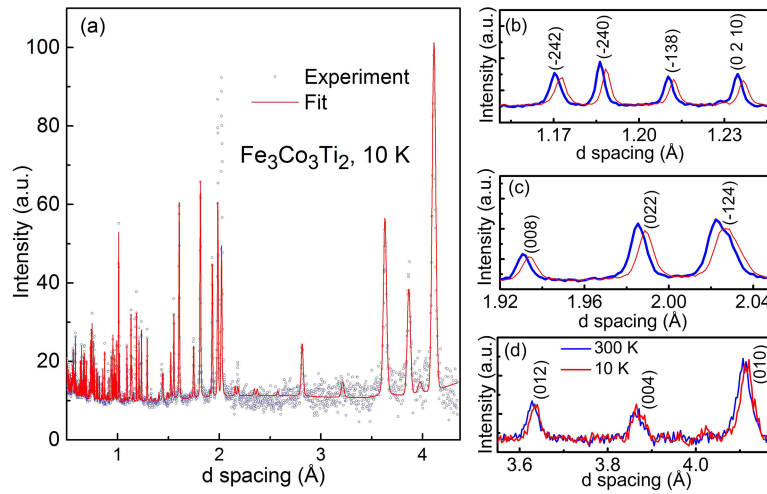 (a)
Experiment
Fit
Fe3Co3Ti2, 10 K
Intensity (a.u.)
100
80
60
40
20
0
1
2
3
4
d spacing (Å)
(b)
(-242)
(-240)
(-138)
(0 2 10)
Intensity (a.u.)
1.17
1.20
1.23
d spacing (Å)
(c)
(008)
(022)
(-124)
Intensity (a.u.)
1.92
1.96
2.00
2.04
d spacing (Å)
(d)
300 K
10 K
(012)
(004)
(010)
Intensity (a.u.)
3.6
3.8
4.0
d spacing (Å)